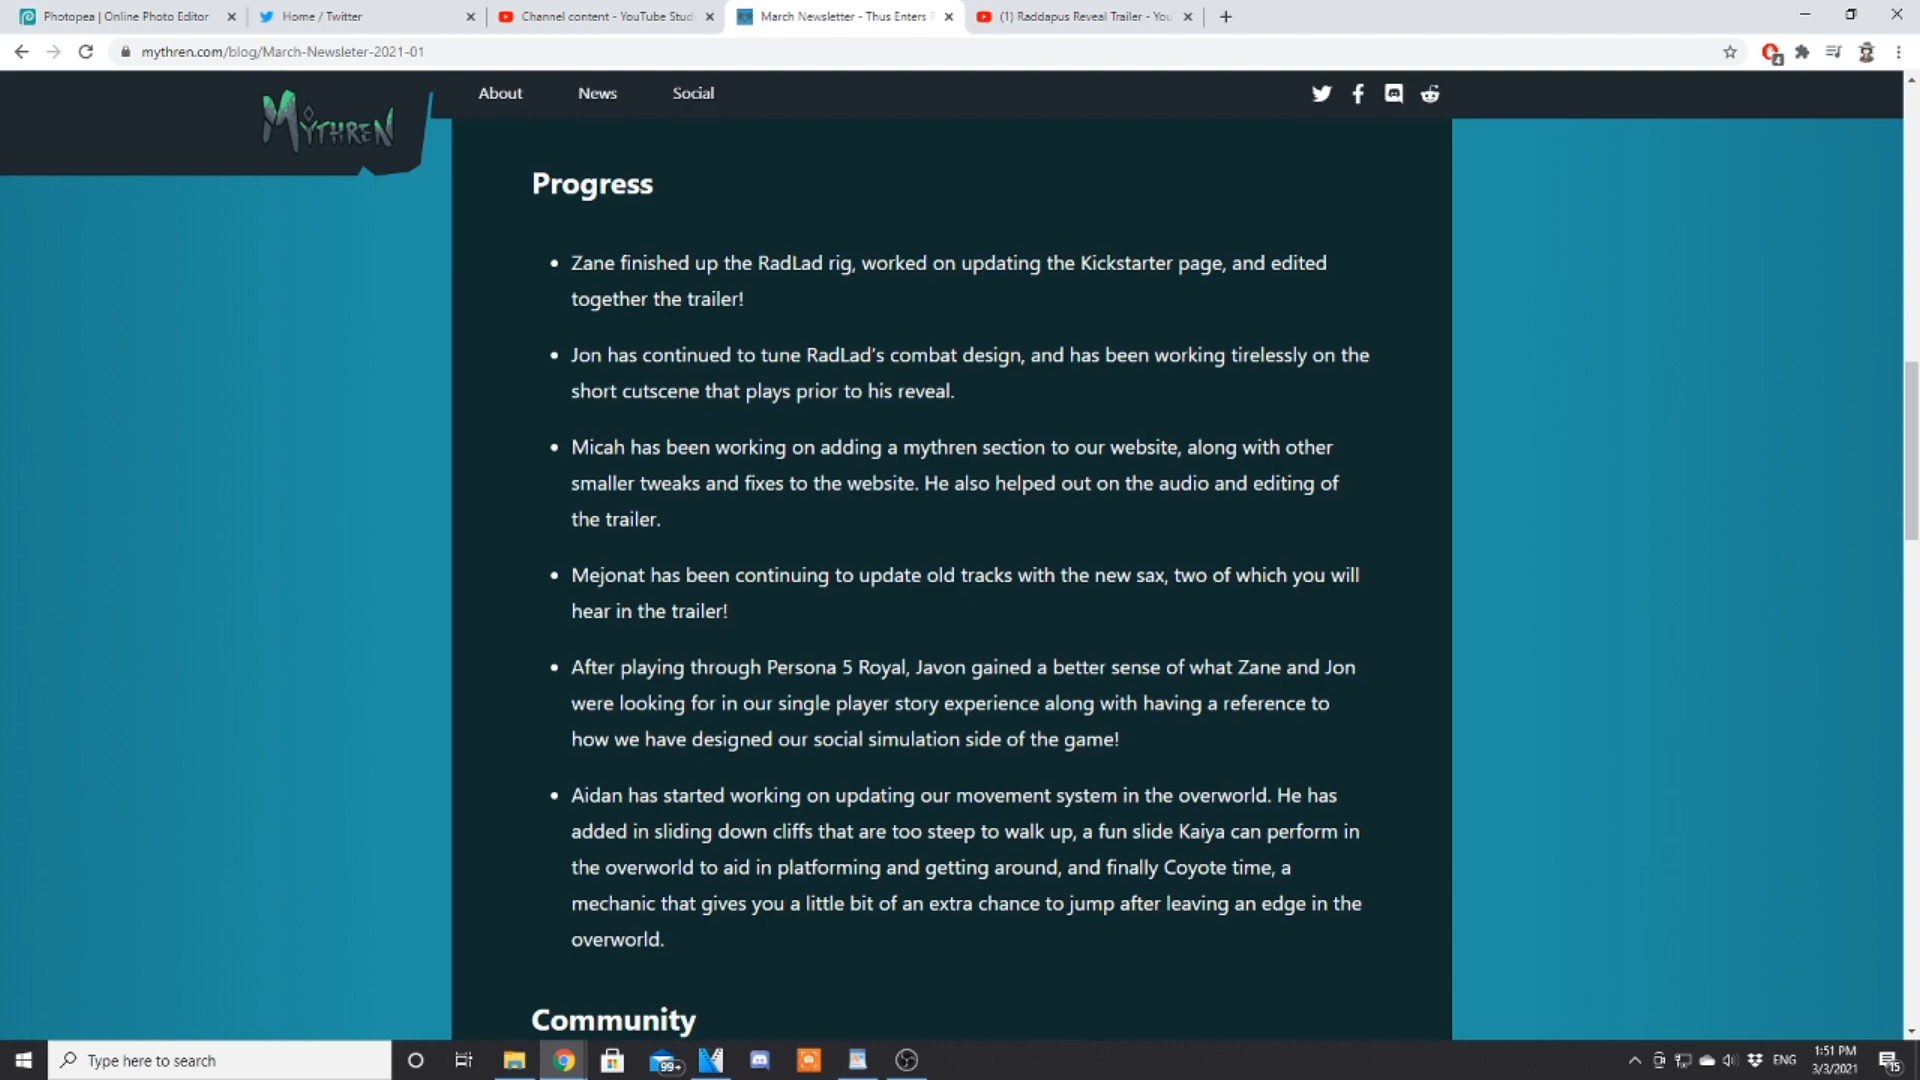 Photopea | Online Photo Editor
Home / Twitter
Channel content - YouTube Studi
March Newsletter - Thus Enters R
(1) Raddapus Reveal Trailer - You
mythren.com/blog/March-Newsleter-2021-01
4
MYTHREN
About
News
Social
Progress
• Zane finished up the RadLad rig, worked on updating the Kickstarter page, and edited
together the trailer!
• Jon has continued to tune RadLad’s combat design, and has been working tirelessly on the
short cutscene that plays prior to his reveal.
• Micah has been working on adding a mythren section to our website, along with other
smaller tweaks and fixes to the website. He also helped out on the audio and editing of
the trailer.
• Mejonat has been continuing to update old tracks with the new sax, two of which you will
hear in the trailer!
• After playing through Persona 5 Royal, Javon gained a better sense of what Zane and Jon
were looking for in our single player story experience along with having a reference to
how we have designed our social simulation side of the game!
• Aidan has started working on updating our movement system in the overworld. He has
added in sliding down cliffs that are too steep to walk up, a fun slide Kaiya can perform in
the overworld to aid in platforming and getting around, and finally Coyote time, a
mechanic that gives you a little bit of an extra chance to jump after leaving an edge in the
overworld.
Community
Type here to search
99+
ENG
1:51 PM
3/3/2021
15